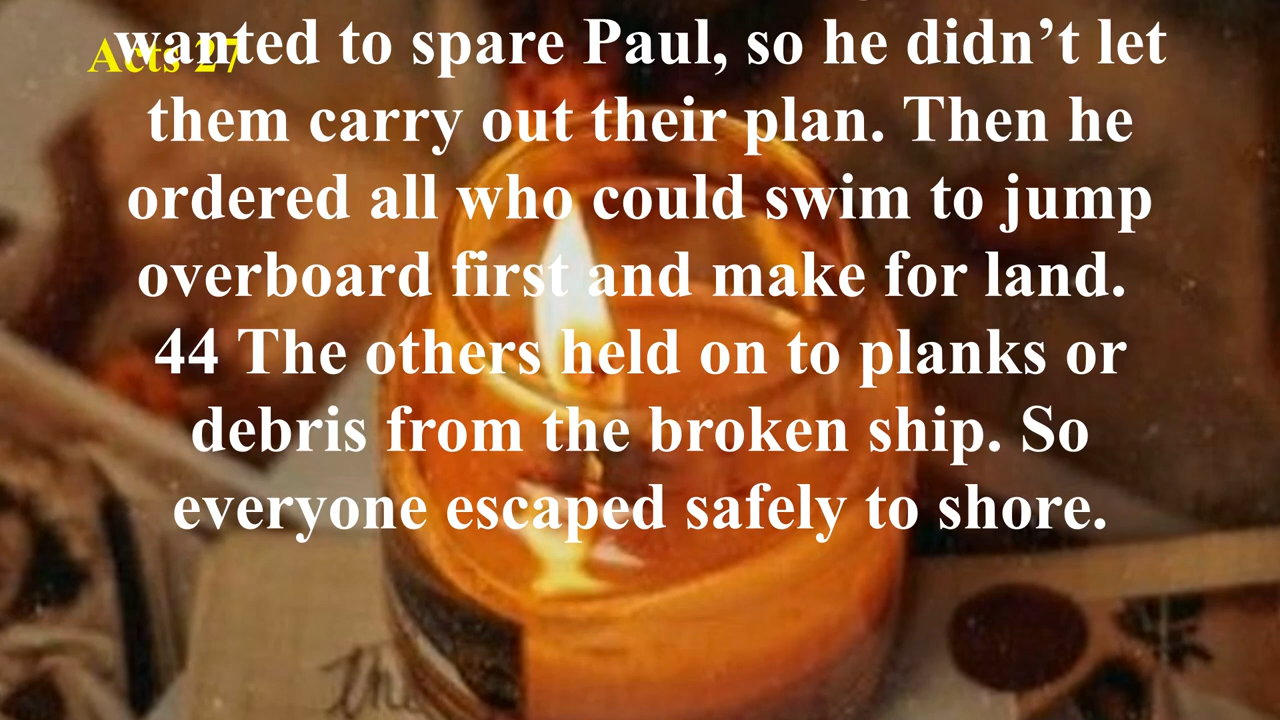 Acts 27
wanted to spare Paul, so he didn’t let
them carry out their plan. Then he
ordered all who could swim to jump
overboard first and make for land.
44 The others held on to planks or
debris from the broken ship. So
everyone escaped safely to shore.
the